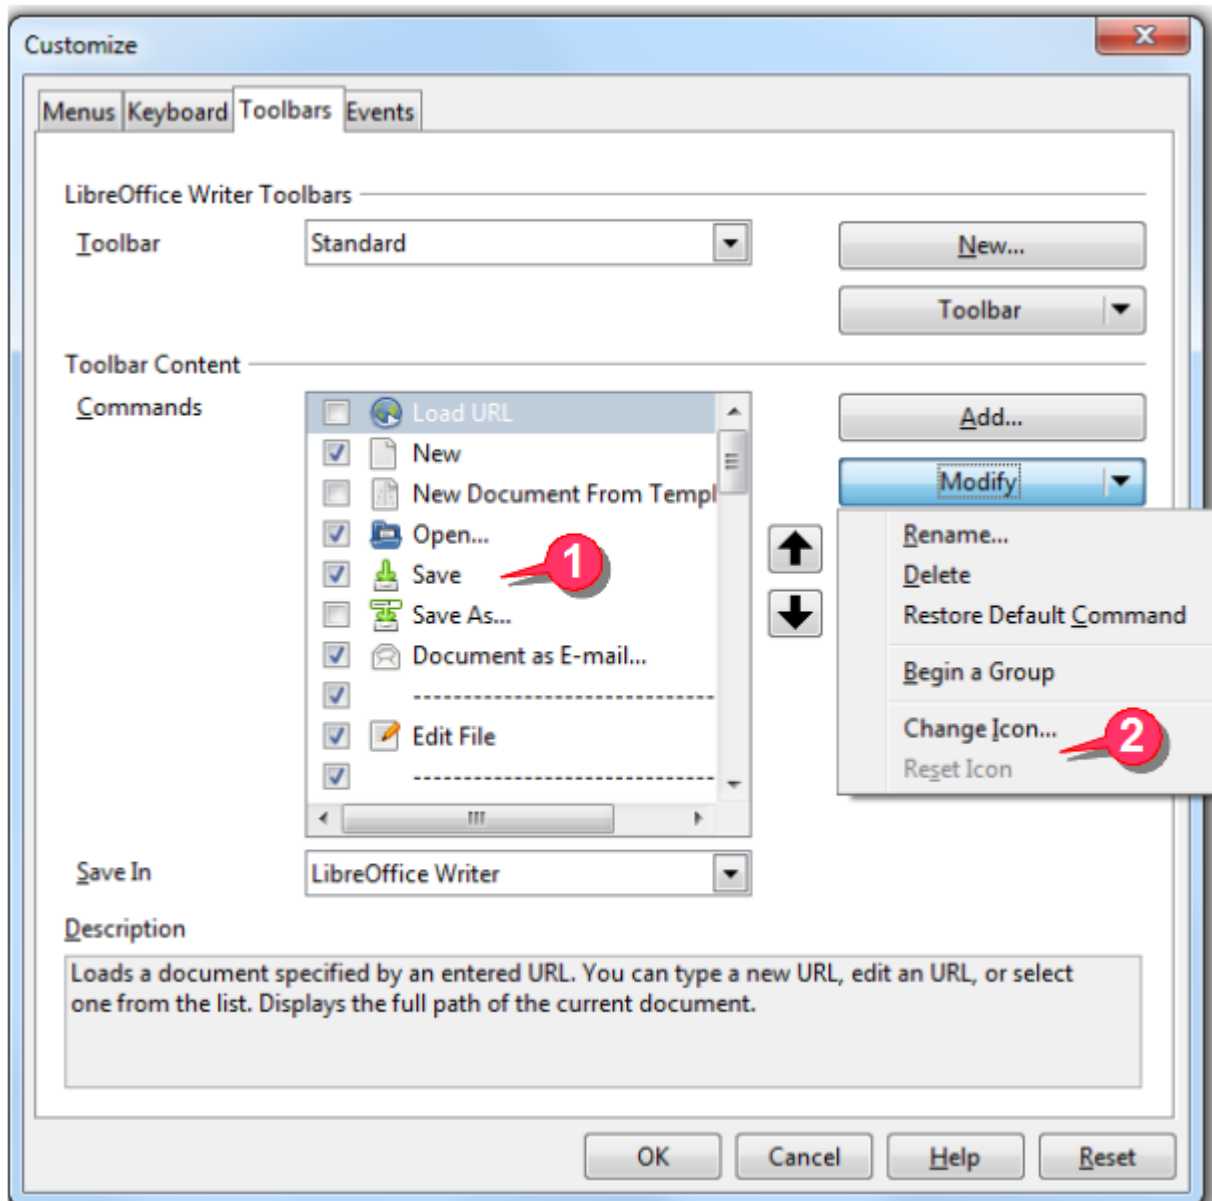 Customize
Menus Keyboard Toolbars Events
LibreOffice Writer Toolbars
Toolbar Standard New...
Toolbar
Toolbar Content
Commands Load URL Add...
New
New Document From Templ Modify
Open... Rename...
1
Save Delete
Save As... Restore Default Command
Document as E-mail... Begin a Group
------------------------------
Edit File Change Icon...
2
------------------------------ Reset Icon
Save In LibreOffice Writer
Description
Loads a document specified by an entered URL. You can type a new URL, edit an URL, or select
one from the list. Displays the full path of the current document.
OK Cancel Help Reset